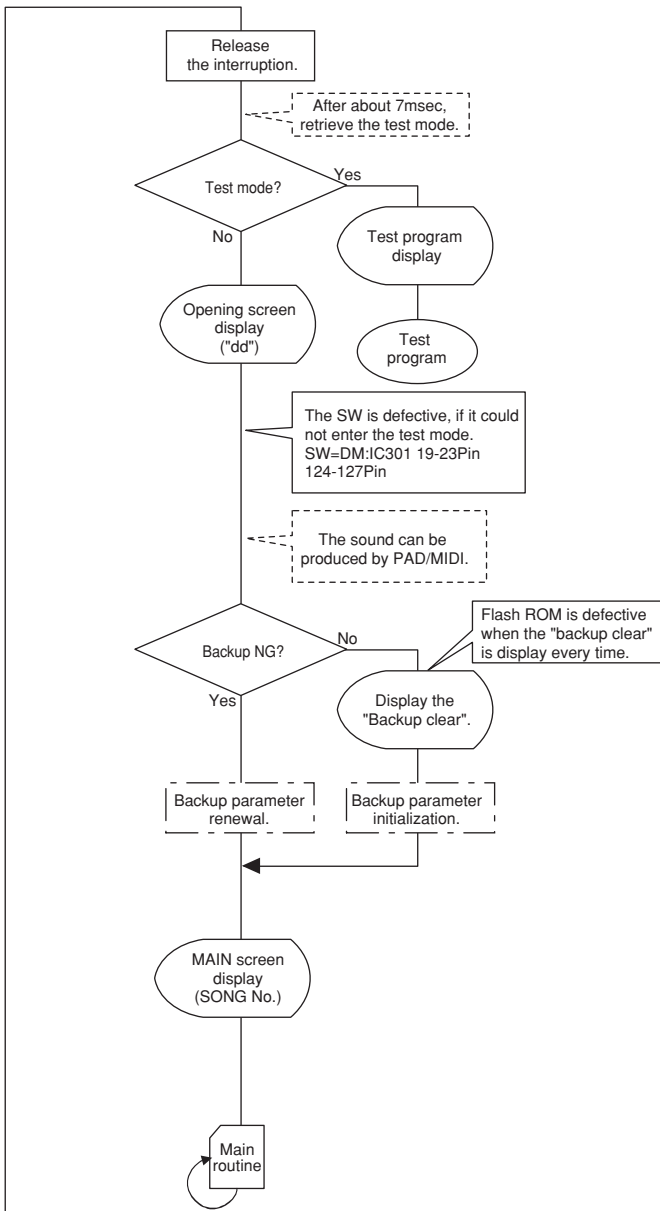 Release
the interruption.
After about 7msec,
retrieve the test mode.
Test mode?
Yes
No
Test program
display
Opening screen
display
("dd")
Test
program
The SW is defective, if it could
not enter the test mode.
SW=DM:IC301 19-23Pin
124-127Pin
The sound can be
produced by PAD/MIDI.
Flash ROM is defective
when the "backup clear"
is display every time.
Backup NG?
No
Yes
Display the
"Backup clear".
Backup parameter
renewal.
Backup parameter
initialization.
MAIN screen
display
(SONG No.)
Main
routine